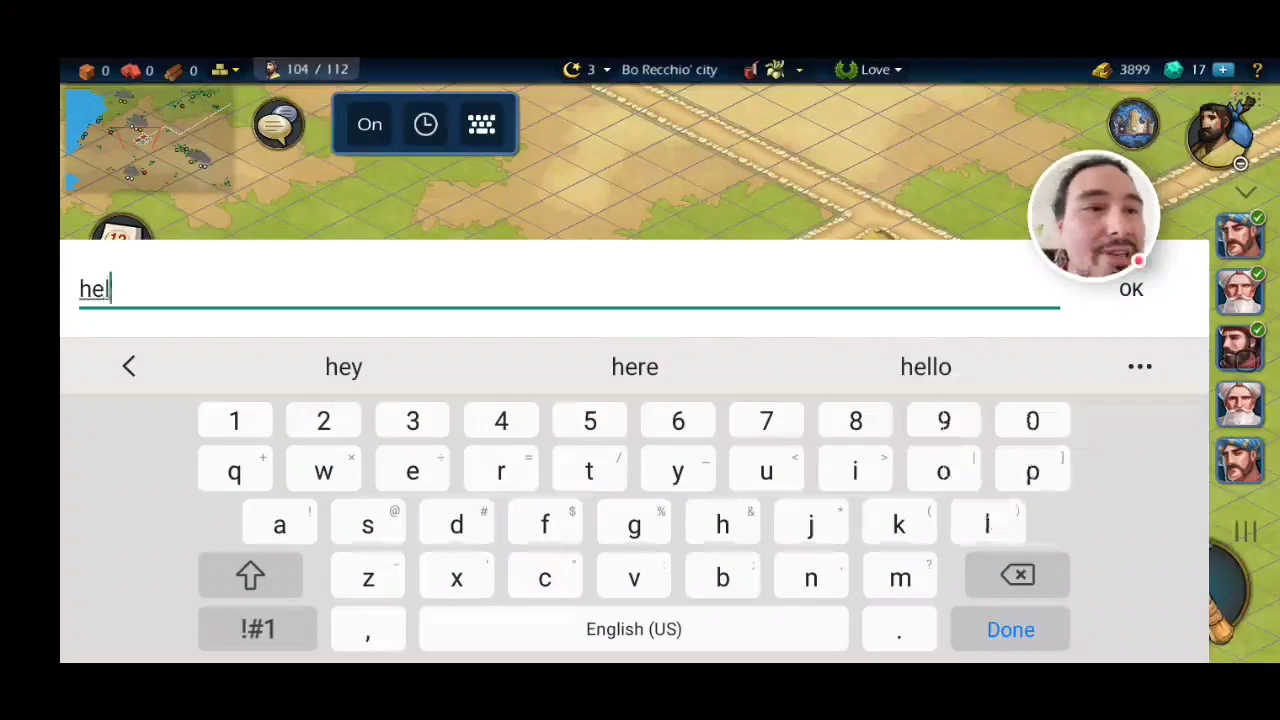 0 0 0 104 / 112 3 Bo Recchio' city Love 3899 17 + ?
On
12
hel
OK
hey here hello
1 2 3 4 5 6 7 8 9 0
q + w × e ÷ r = t / y _ u < i > o | p ]
a ! s @ d # f $ g % h & j * k ( l )
z - x ' c " v : b ; n , m ?
!#1 , English (US) . Done